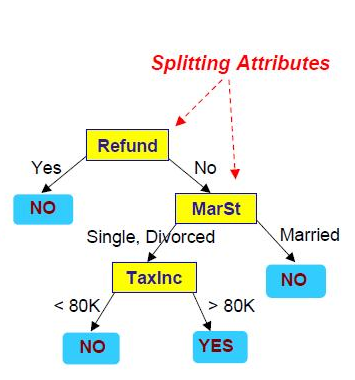 Splitting Attributes
Refund
Yes
No
NO
MarSt
Single, Divorced
Married
TaxInc
NO
< 80K
> 80K
NO
YES